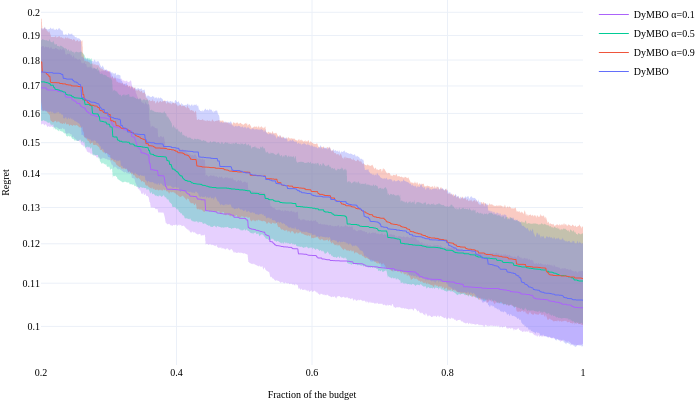 0.2
0.19
0.18
0.17
0.16
0.15
0.14
0.13
0.12
0.11
0.1
Regret
0.2 0.4 0.6 0.8 1
Fraction of the budget
DyMBO α=0.1
DyMBO α=0.5
DyMBO α=0.9
DyMBO